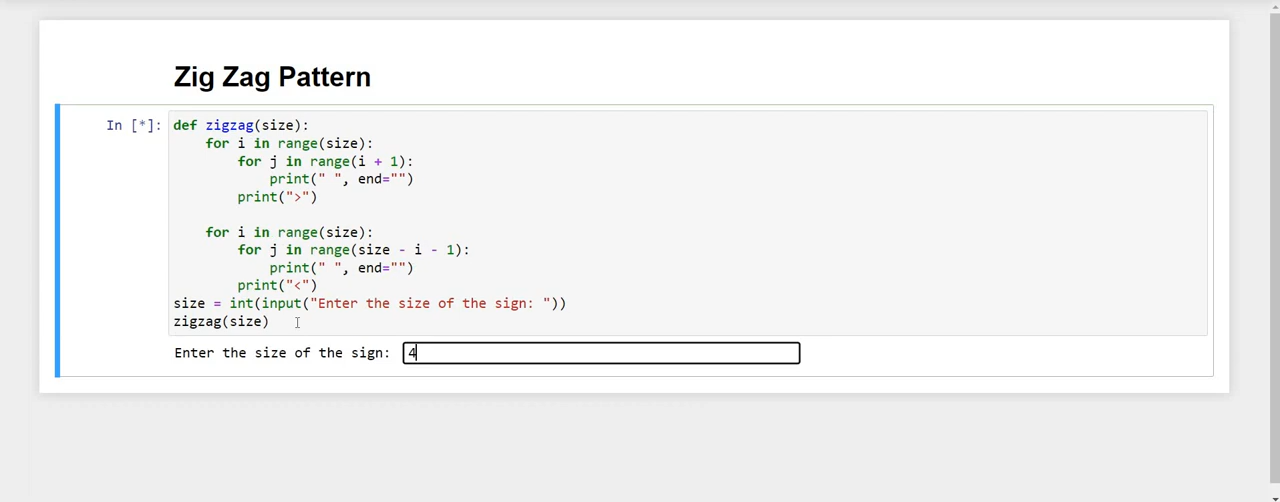 Zig Zag Pattern
In [*]: def zigzag(size):
    for i in range(size):
        for j in range(i + 1):
            print(" ", end="")
        print(">")
    for i in range(size):
        for j in range(size - i - 1):
            print(" ", end="")
        print("<")
size = int(input("Enter the size of the sign: "))
zigzag(size)
Enter the size of the sign: 4